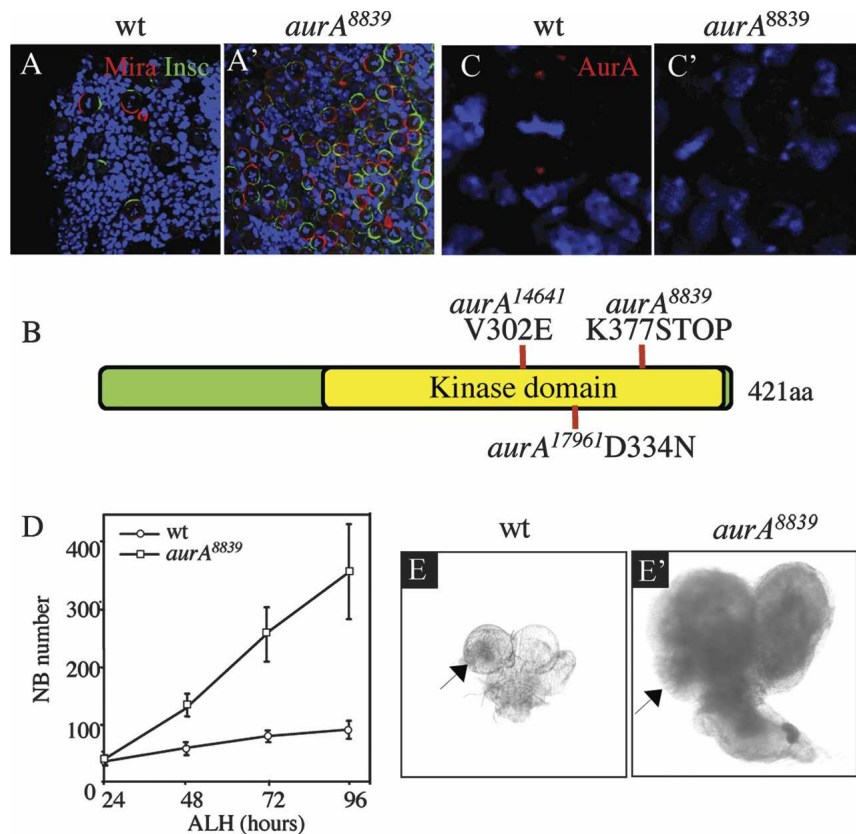 wt
aurA⁸⁸³⁹
wt
aurA⁸⁸³⁹
A
Mira Insc
A'
C
AurA
C'
B
aurA¹⁴⁶⁴¹
V302E
aurA⁸⁸³⁹
K377STOP
Kinase domain
421aa
aurA¹⁷⁹⁶¹D334N
D
wt
aurA⁸⁸³⁹
400
300
200
100
0
NB number
24
48
72
96
ALH (hours)
wt
aurA⁸⁸³⁹
E
E'